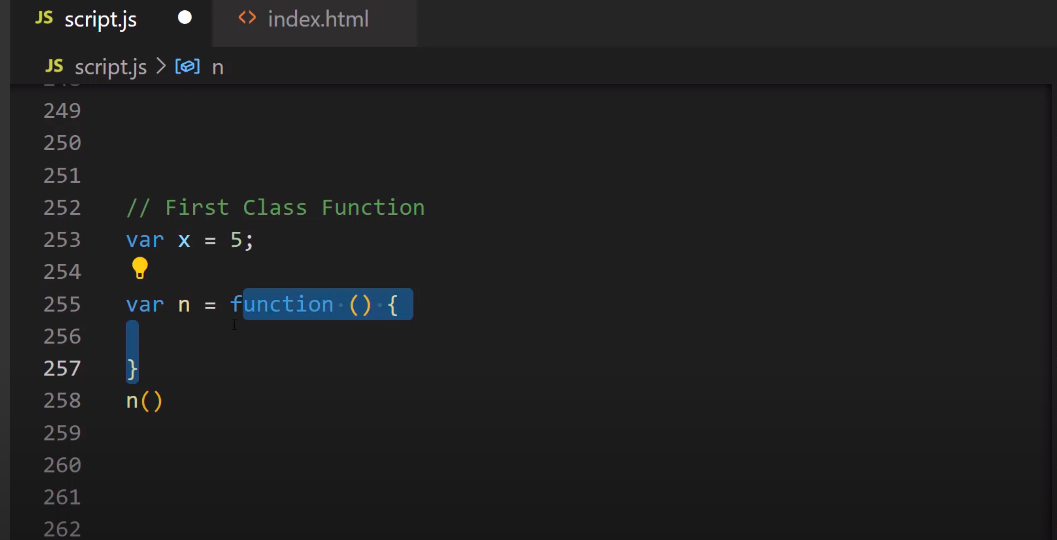 JS script.js
<> index.html
JS script.js > n
249
250
251
252 // First Class Function
253 var x = 5;
254
255 var n = function () {
256
257 }
258 n()
259
260
261
262